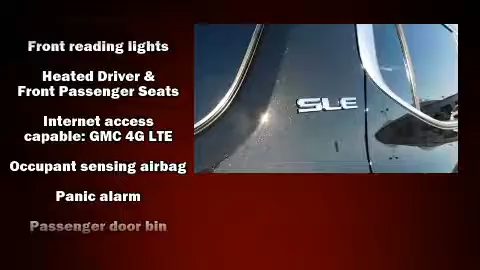 Front reading lights
Heated Driver &
Front Passenger Seats
Internet access
capable: GMC 4G LTE
Occupant sensing airbag
Panic alarm
Passenger door bin
SLE